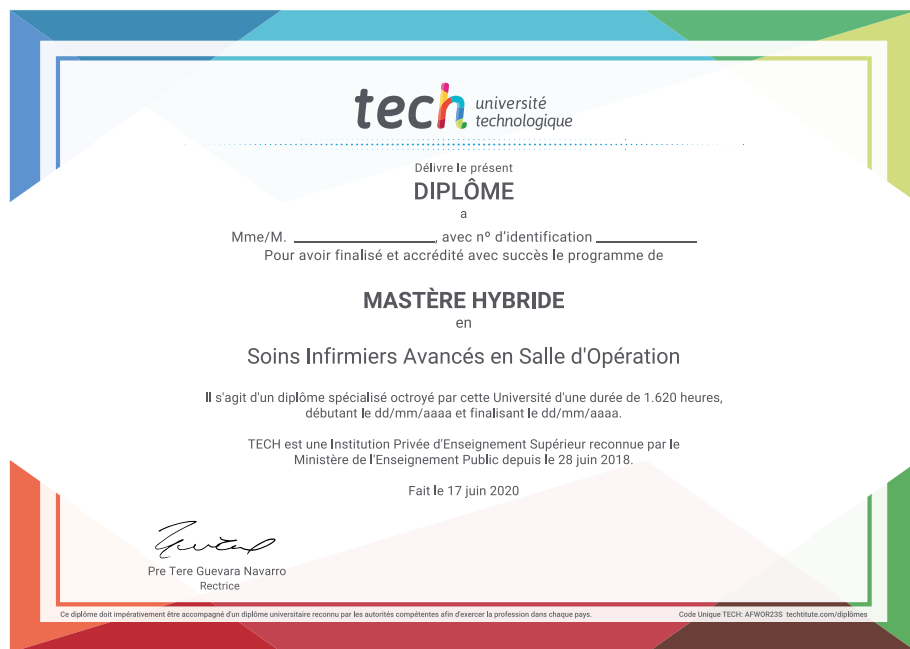 tech université
technologique
Délivre le présent
DIPLÔME
a
Mme/M. ____________, avec nº d'identification ____________
Pour avoir finalisé et accrédité avec succès le programme de
MASTÈRE HYBRIDE
en
Soins Infirmiers Avancés en Salle d'Opération
Il s'agit d'un diplôme spécialisé octroyé par cette Université d'une durée de 1.620 heures,
débutant le dd/mm/aaaa et finalisant le dd/mm/aaaa.
TECH est une Institution Privée d'Enseignement Supérieur reconnue par le
Ministère de l'Enseignement Public depuis le 28 juin 2018.
Fait le 17 juin 2020
Pre Tere Guevara Navarro
Rectrice
Ce diplôme doit impérativement être accompagné d'un diplôme universitaire reconnu par les autorités compétentes afin d'exercer la profession dans chaque pays.
Code Unique TECH: AFWOR23S techtitute.com/diplômes